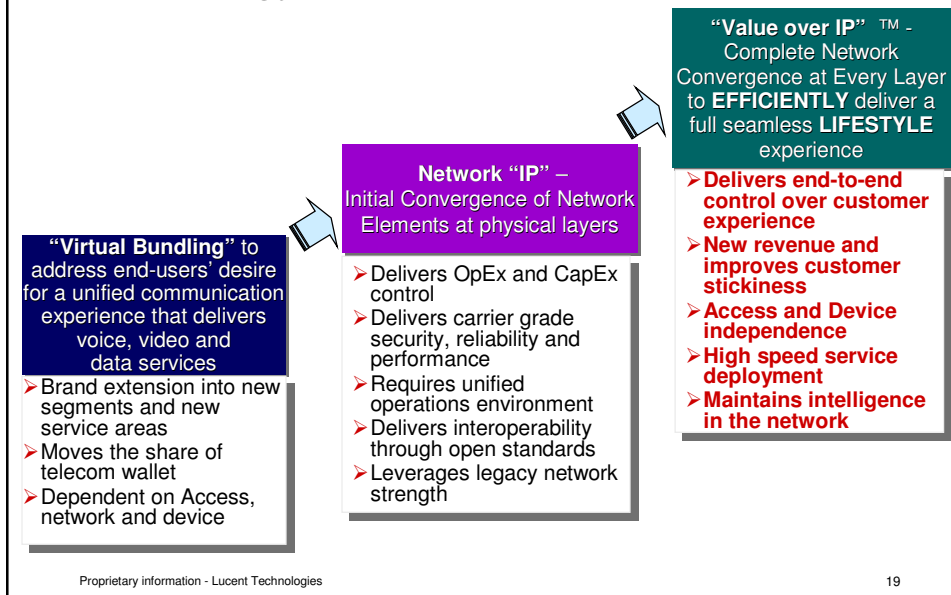 “Virtual Bundling” to
address end-users’ desire
for a unified communication
experience that delivers
voice, video and
data services
➢Brand extension into new
segments and new
service areas
➢Moves the share of
telecom wallet
➢Dependent on Access,
network and device
Network “IP” –
Initial Convergence of Network
Elements at physical layers
➢Delivers OpEx and CapEx
control
➢Delivers carrier grade
security, reliability and
performance
➢Requires unified
operations environment
➢Delivers interoperability
through open standards
➢Leverages legacy network
strength
“Value over IP” ™ -
Complete Network
Convergence at Every Layer
to EFFICIENTLY deliver a
full seamless LIFESTYLE
experience
➢Delivers end-to-end
control over customer
experience
➢New revenue and
improves customer
stickiness
➢Access and Device
independence
➢High speed service
deployment
➢Maintains intelligence
in the network
Proprietary information - Lucent Technologies
19